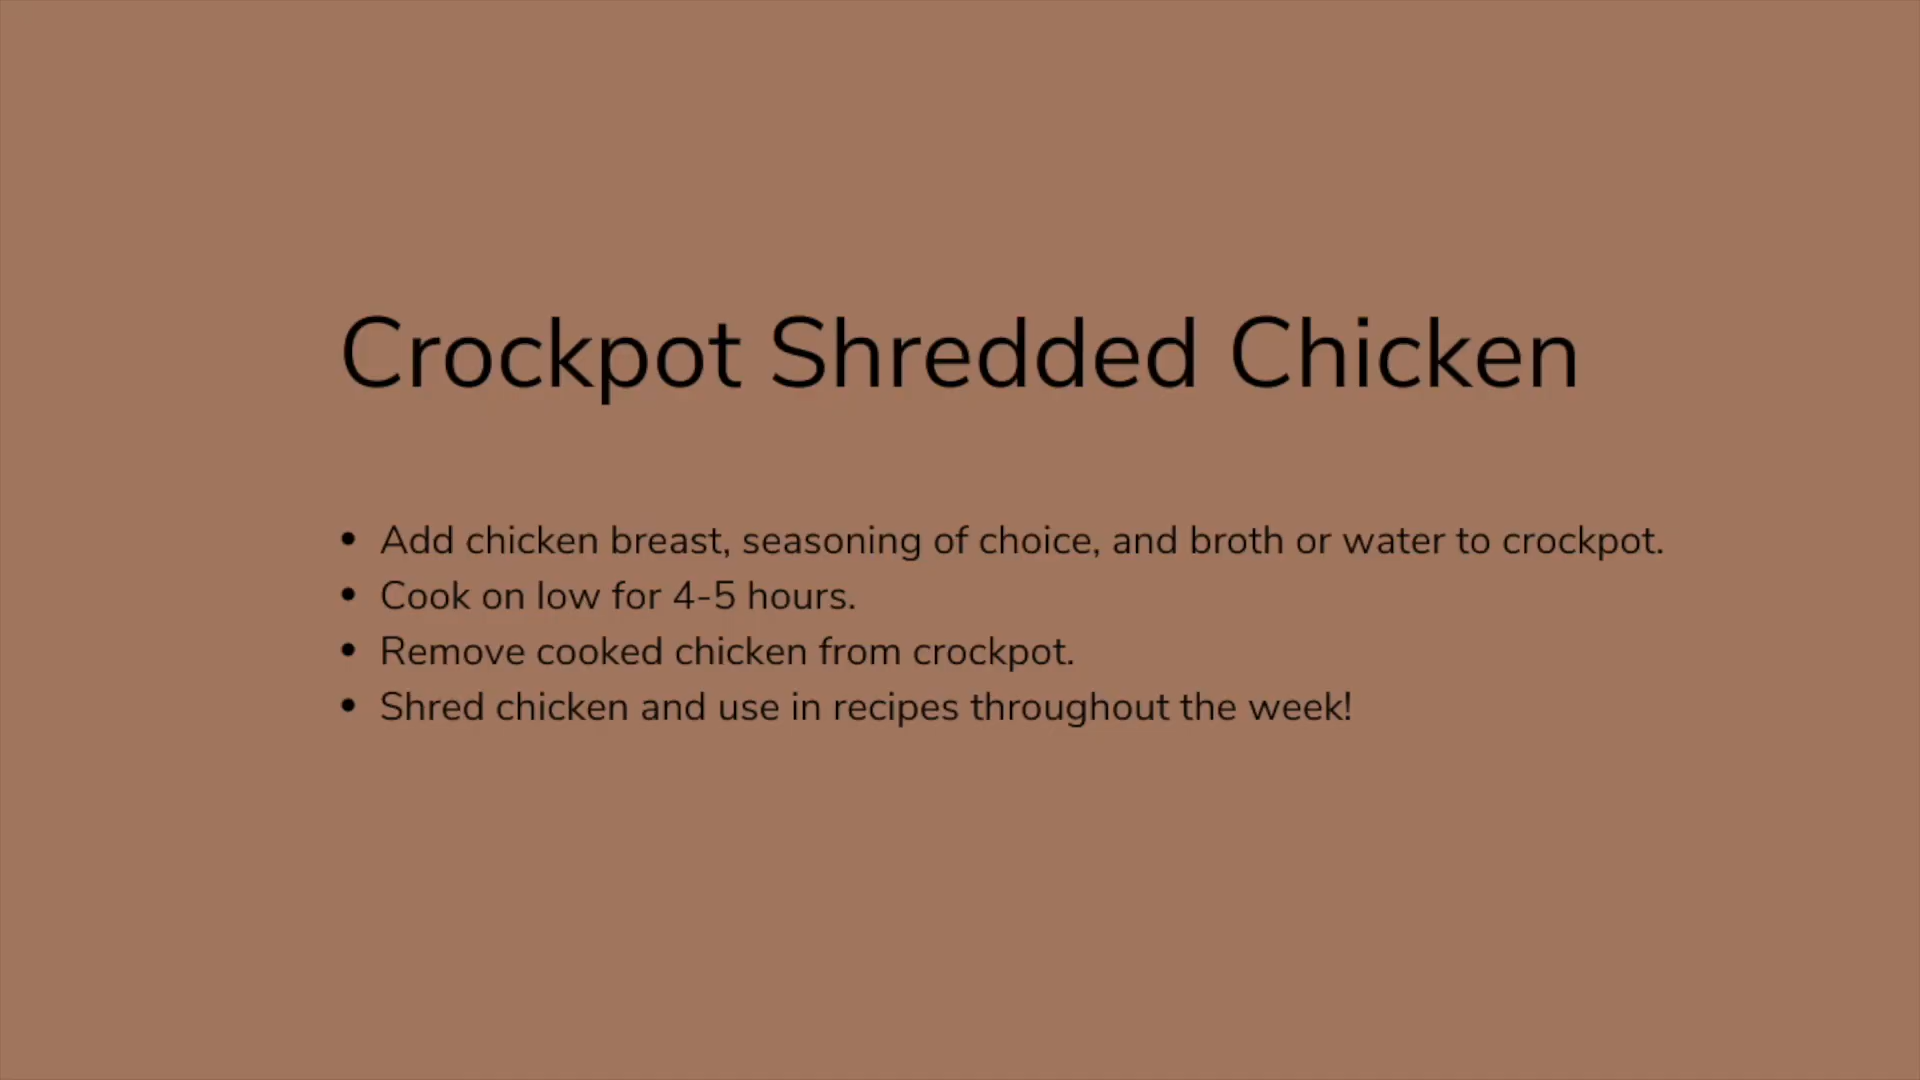 Crockpot Shredded Chicken
• Add chicken breast, seasoning of choice, and broth or water to crockpot.
• Cook on low for 4-5 hours.
• Remove cooked chicken from crockpot.
• Shred chicken and use in recipes throughout the week!